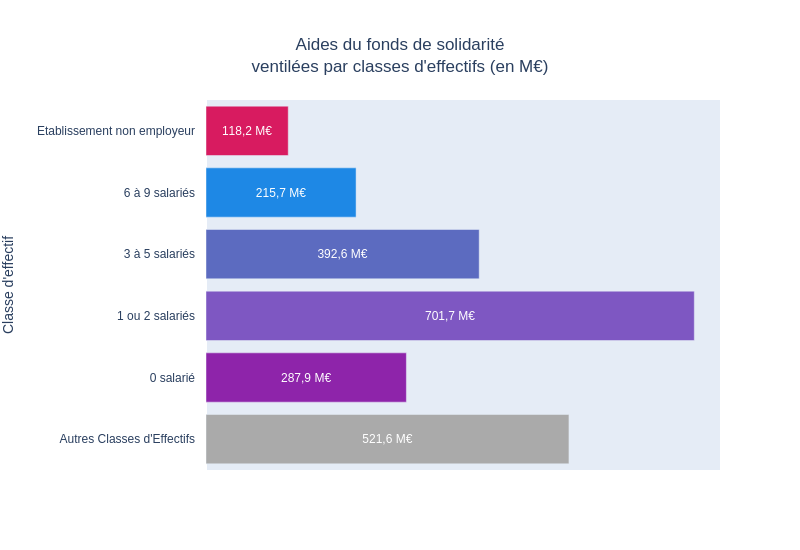 Aides du fonds de solidarité
ventilées par classes d'effectifs (en M€)
Classe d'effectif
Etablissement non employeur
118,2 M€
6 à 9 salariés
215,7 M€
3 à 5 salariés
392,6 M€
1 ou 2 salariés
701,7 M€
0 salarié
287,9 M€
Autres Classes d'Effectifs
521,6 M€